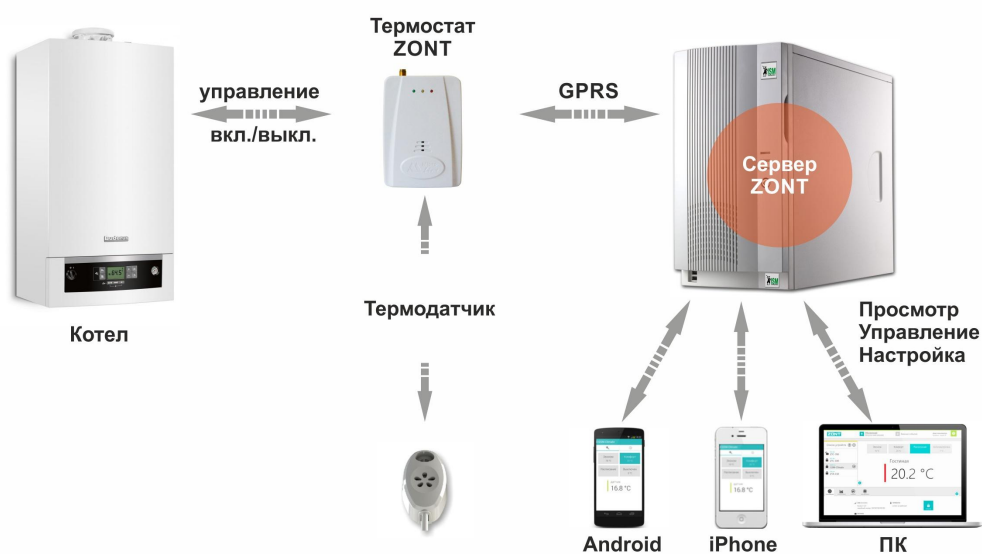 Термостат
ZONT
управление
вкл./выкл.
GPRS
Сервер
ZONT
Котел
Термодатчик
Просмотр
Управление
Настройка
16.8 °C
16.8 °C
Гостиная
20.2 °C
Android
iPhone
ПК